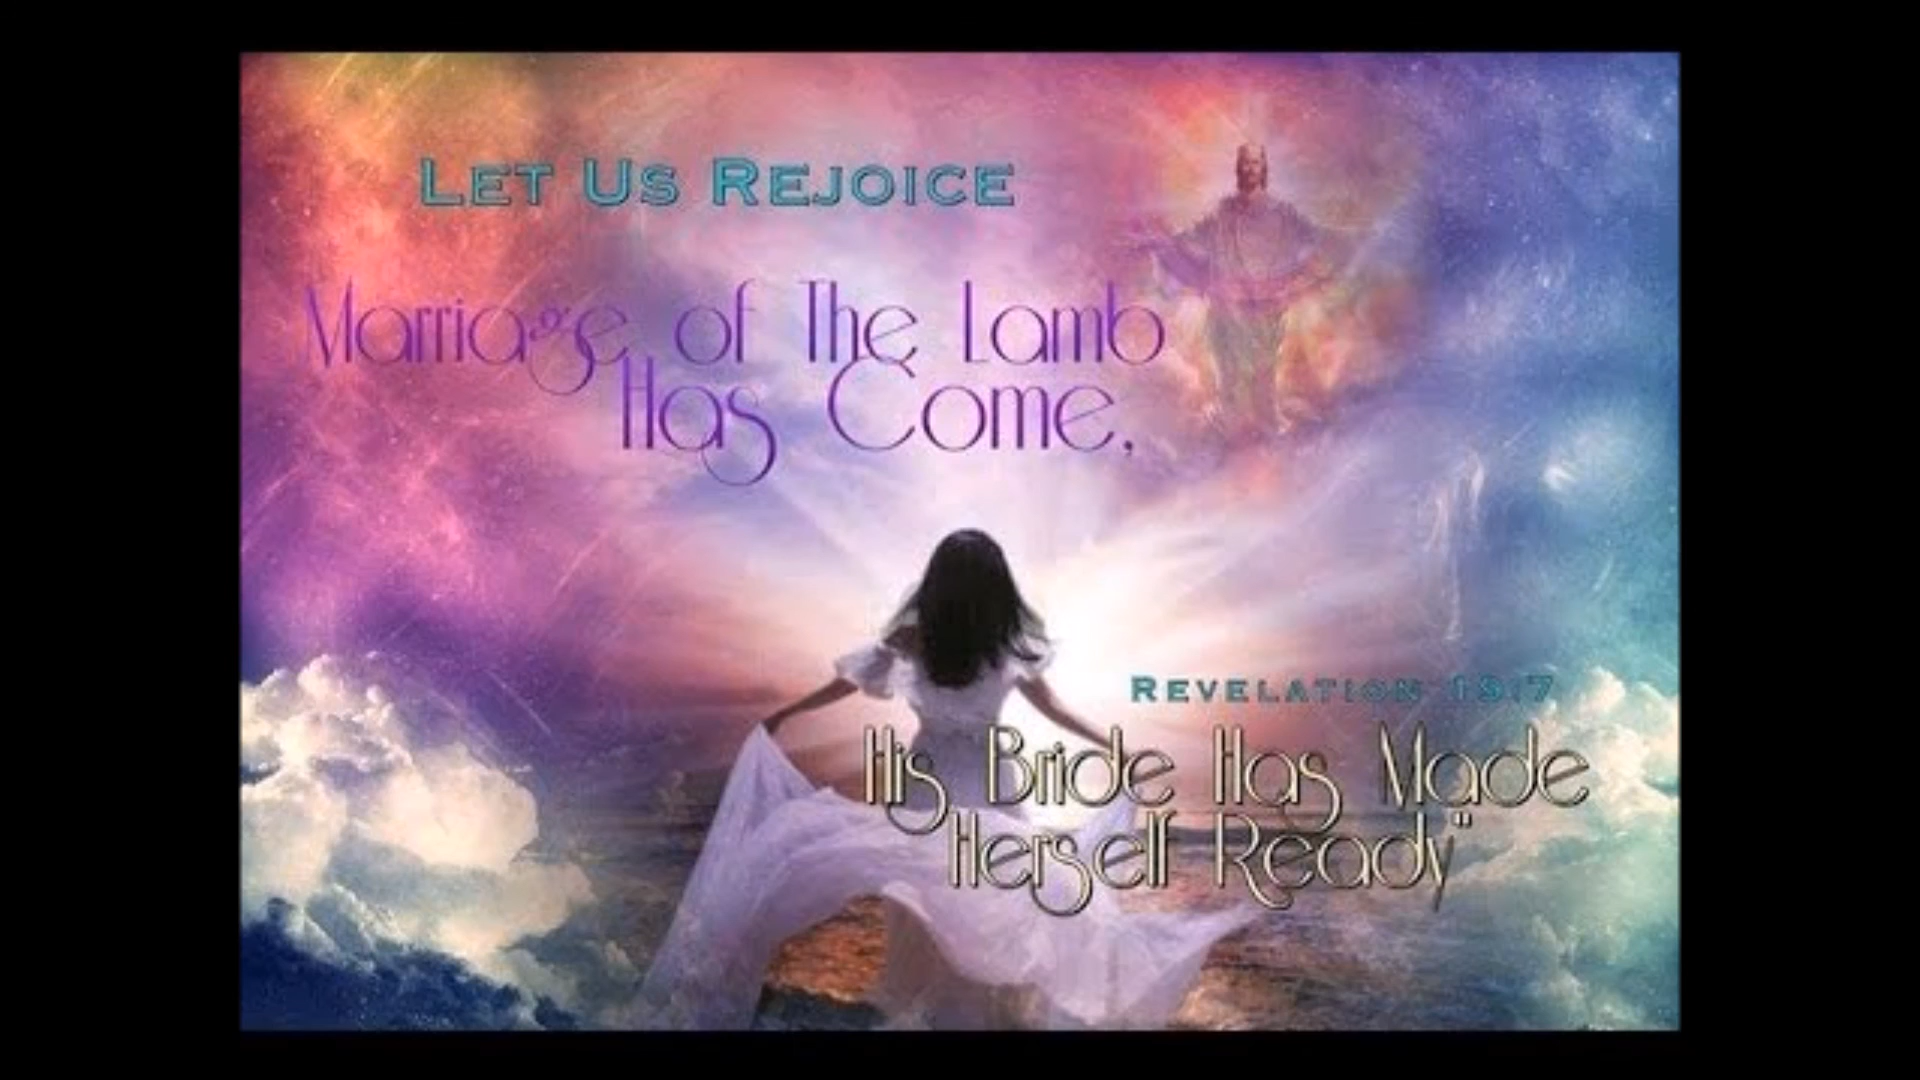 Let Us Rejoice
Marriage of The Lamb
Has Come,
Revelation 19:7
His Bride Has Made
Herself Ready"